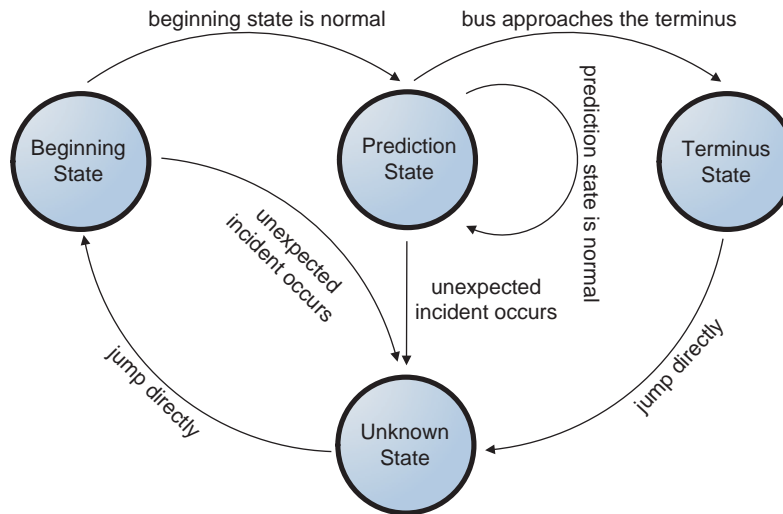 beginning state is normal
bus approaches the terminus
Beginning
State
Prediction
State
prediction state is normal
Terminus
State
unexpected
incident occurs
unexpected
incident occurs
jump directly
jump directly
Unknown
State